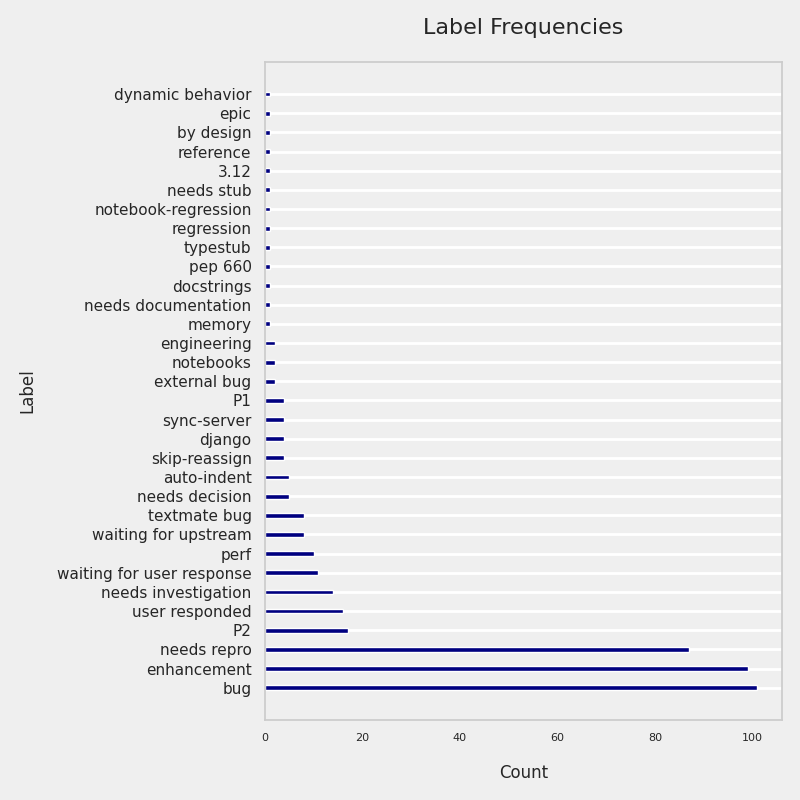 Label Frequencies
dynamic behavior
epic
by design
reference
3.12
needs stub
notebook-regression
regression
typestub
pep 660
docstrings
needs documentation
memory
engineering
notebooks
external bug
P1
sync-server
django
skip-reassign
auto-indent
needs decision
textmate bug
waiting for upstream
perf
waiting for user response
needs investigation
user responded
P2
needs repro
enhancement
bug
Label
0 20 40 60 80 100
Count